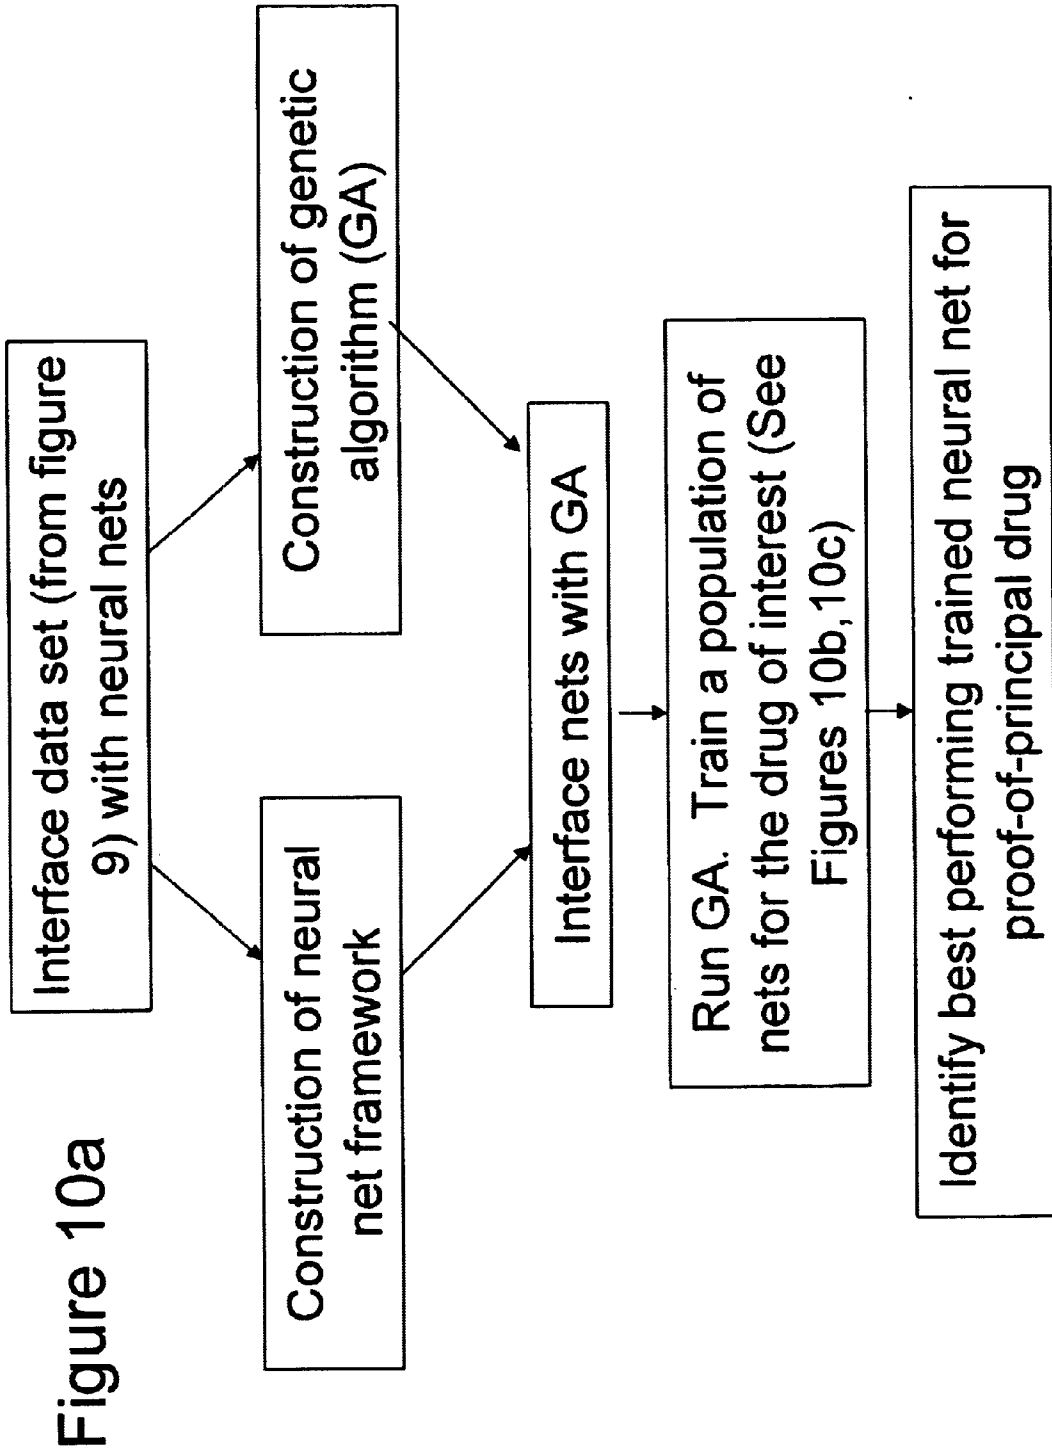 Figure 10a
Interface data set (from figure
9) with neural nets
Construction of neural
net framework
Construction of genetic
algorithm (GA)
Interface nets with GA
Run GA.  Train a population of
nets for the drug of interest (See
Figures 10b,10c)
Identify best performing trained neural net for
proof-of-principal drug